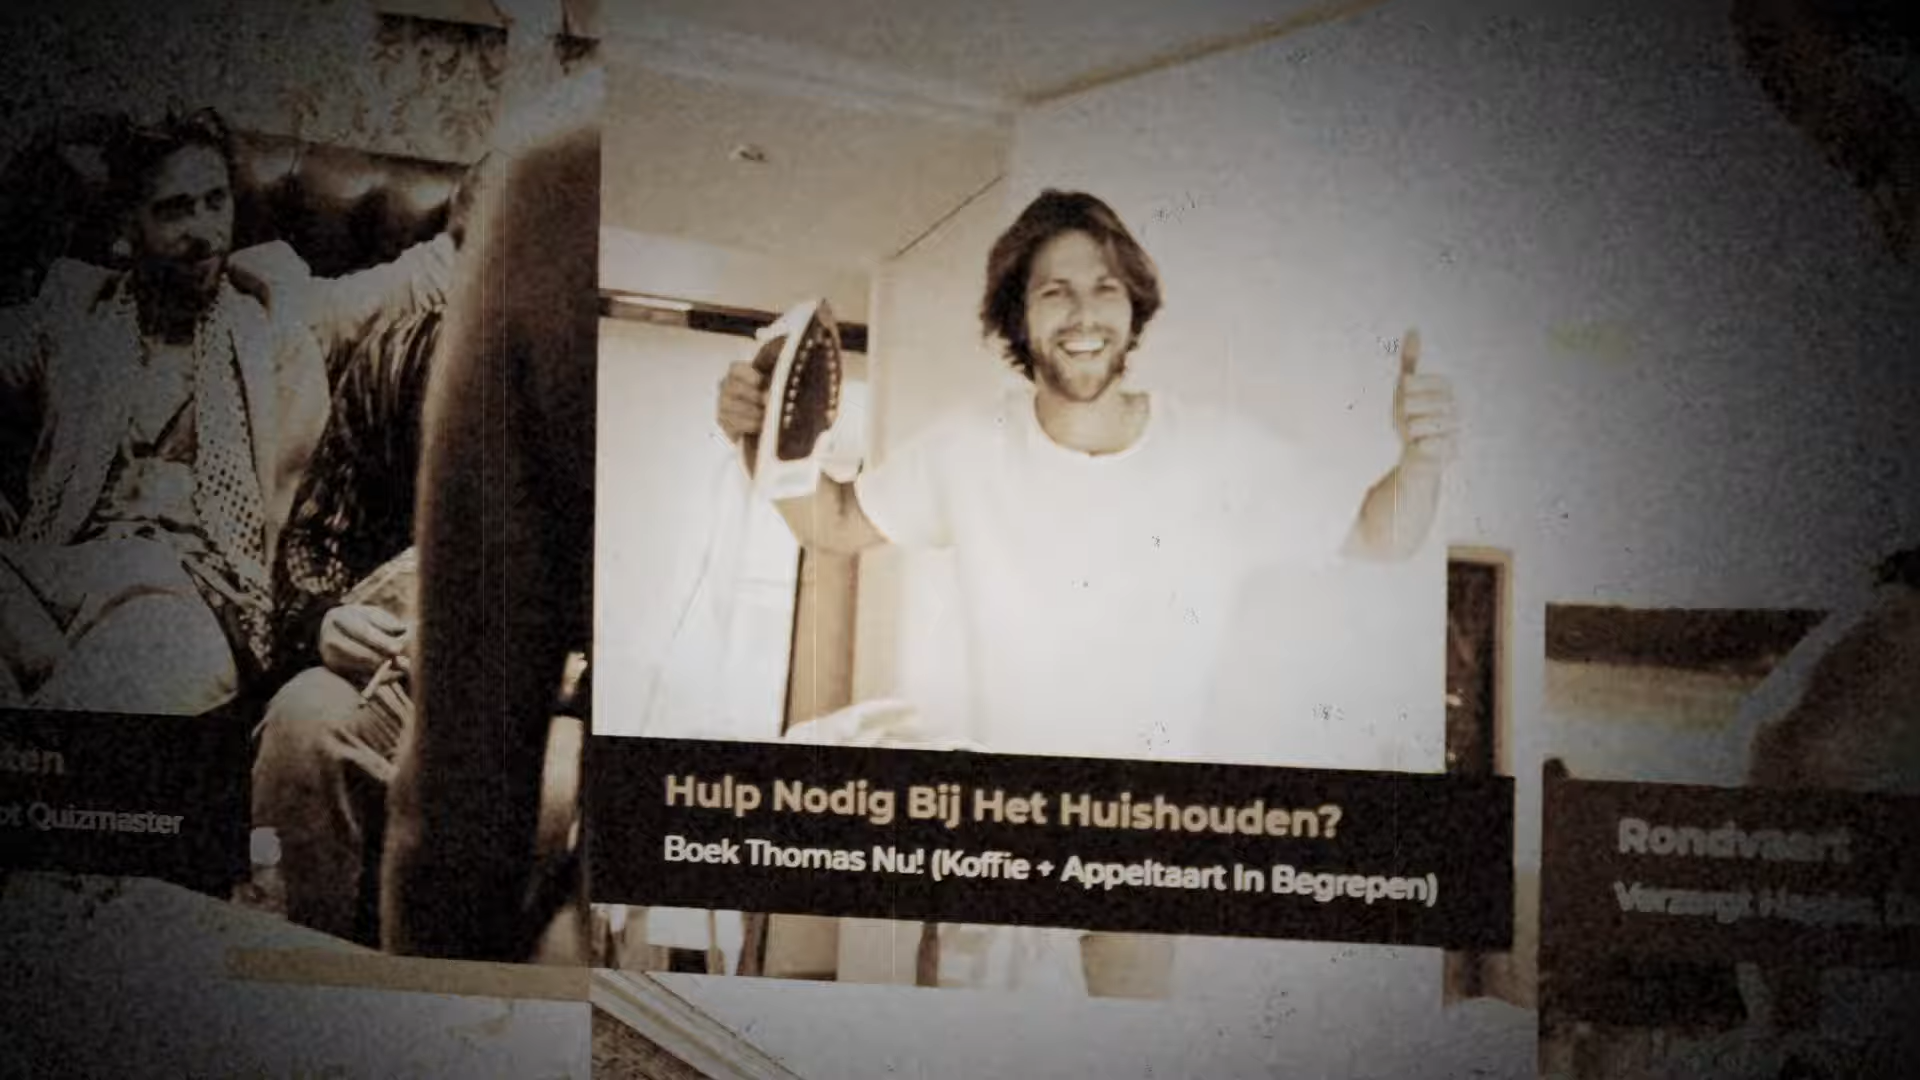 ten
ot Quizmaster
Hulp Nodig Bij Het Huishouden?
Boek Thomas Nu! (Koffie + Appeltaart In Begrepen)
Rondvaart